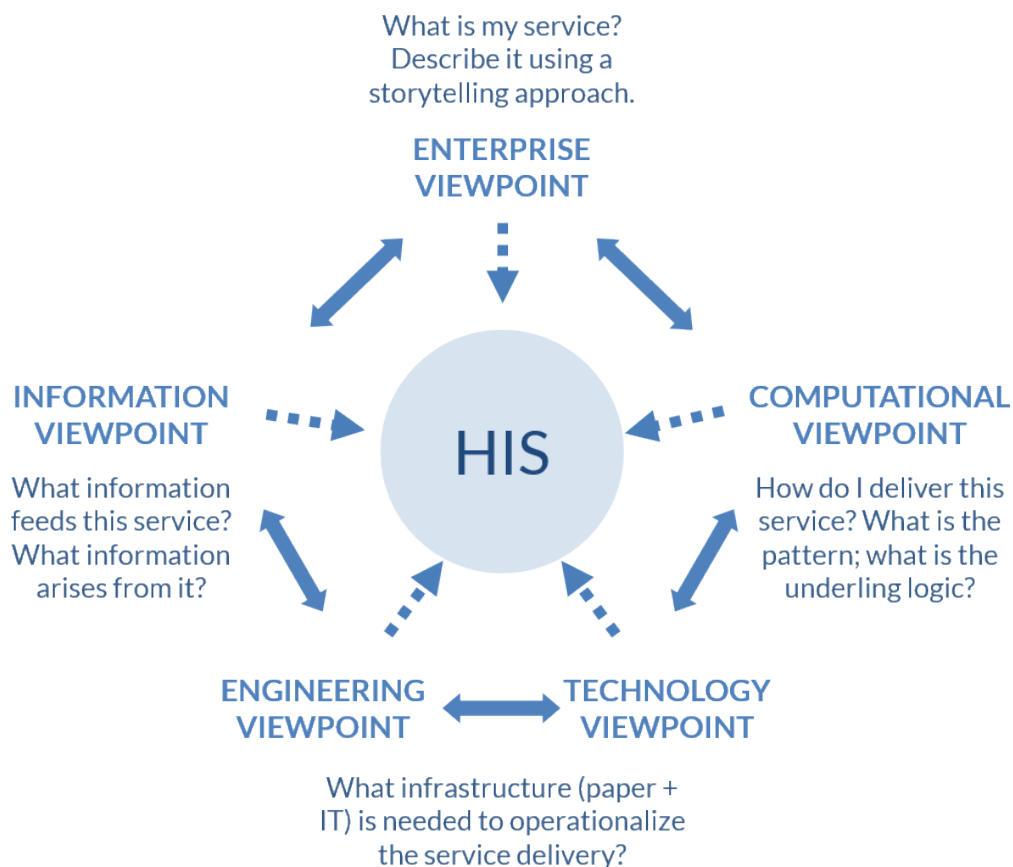 What is my service?
Describe it using a
storytelling approach.
ENTERPRISE
VIEWPOINT
INFORMATION
VIEWPOINT
What information
feeds this service?
What information
arises from it?
HIS
COMPUTATIONAL
VIEWPOINT
How do I deliver this
service? What is the
pattern; what is the
underling logic?
ENGINEERING
VIEWPOINT
TECHNOLOGY
VIEWPOINT
What infrastructure (paper +
IT) is needed to operationalize
the service delivery?